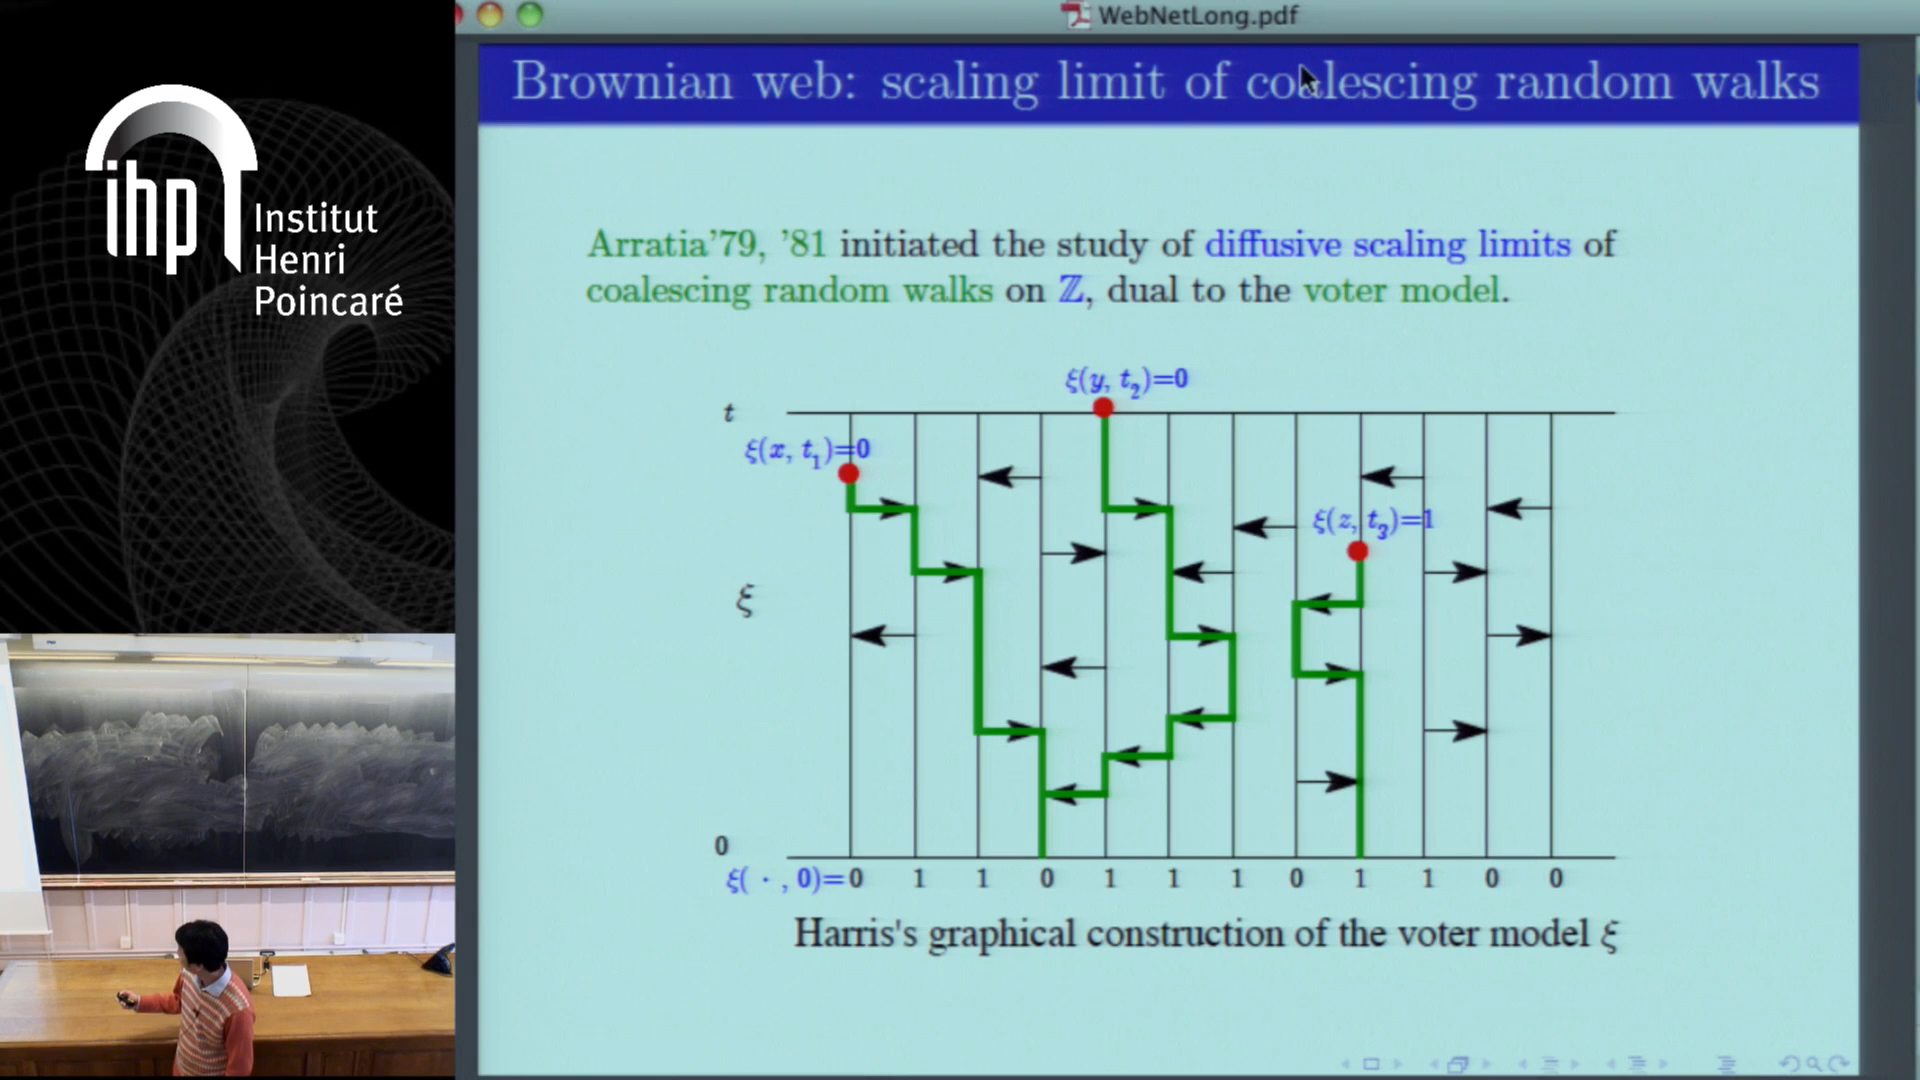 WebNetLong.pdf
Brownian web: scaling limit of coalescing random walks
ihp
Institut
Henri
Poincaré
Arratia'79, '81 initiated the study of diffusive scaling limits of
coalescing random walks on ℤ, dual to the voter model.
ξ(y, t₂)=0
t
ξ(x, t₁)=0
ξ(z, t₃)=1
ξ
0
ξ( · , 0)=0 1 1 0 1 1 1 0 1 1 0 0
Harris's graphical construction of the voter model ξ